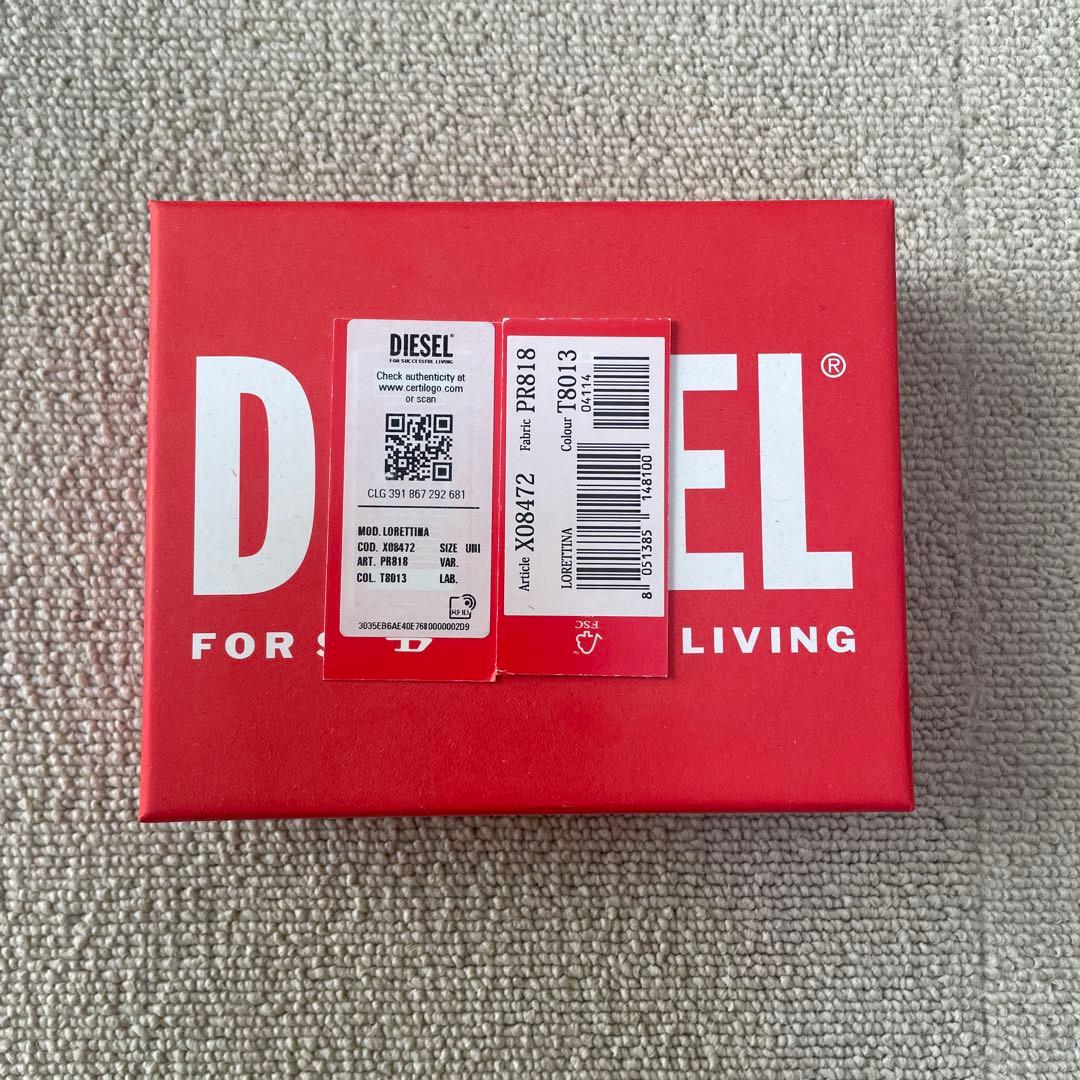 DIESEL®
FOR SUCCESSFUL LIVING
Check authenticity at
www.certilogo.com
or scan
CLG 391 867 292 681
MOD. LORETTINA
COD. X08472 SIZE UNI
ART. PR818 VAR.
COL. T8013 LAB.
RFID
3035EB6AE40E7680000002D9
Article X08472 Fabric PR818
Colour T8013
04114
LORETTINA
8 051385 148100
FSC
D EL®
FOR S LIVING